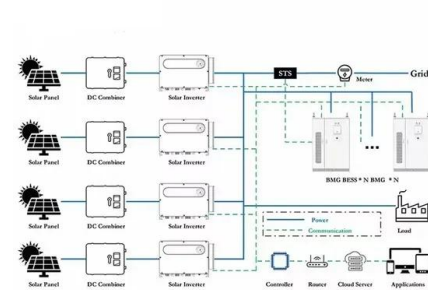 STS
Meter
Grid
Solar Panel
DC Combiner
Solar Inverter
Solar Panel
DC Combiner
Solar Inverter
BMG BESS * N BMG * N
Solar Panel
DC Combiner
Solar Inverter
Power
Communication
Load
Solar Panel
DC Combiner
Solar Inverter
Controller
Router
Cloud Server
Applications